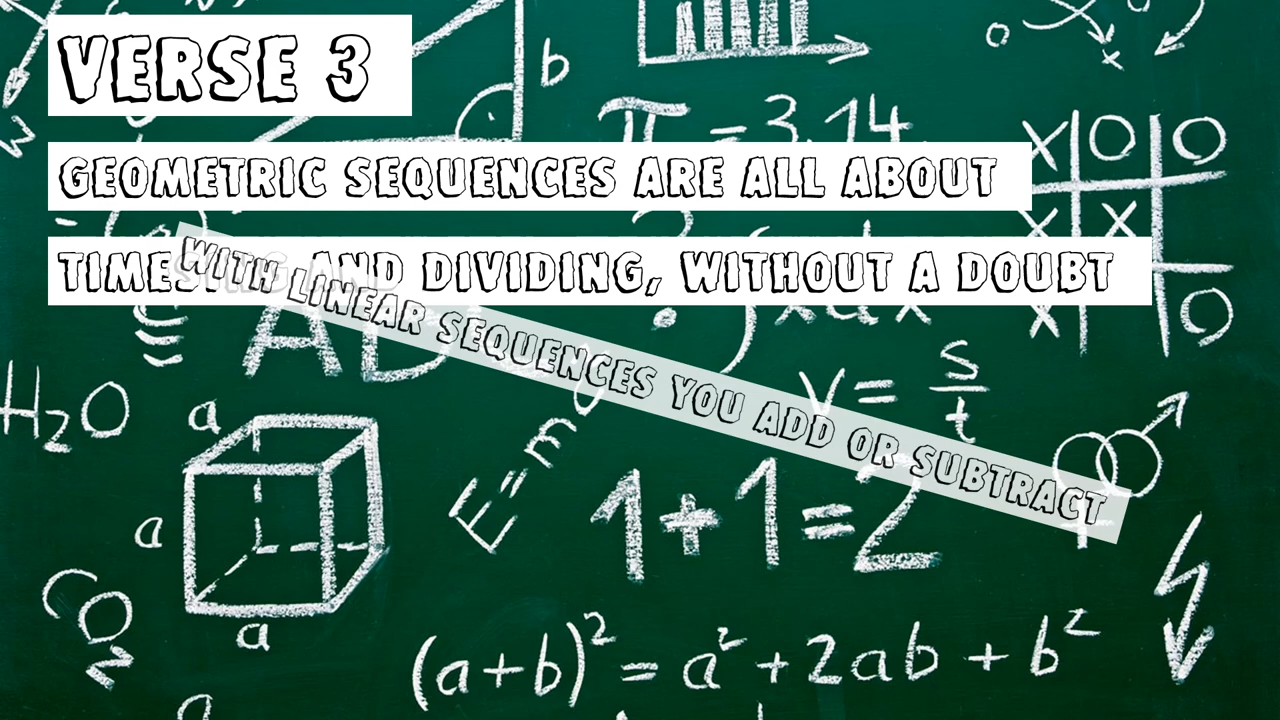 VERSE 3
GEOMETRIC SEQUENCES ARE ALL ABOUT
TIMESING AND DIVIDING, WITHOUT A DOUBT
WITH LINEAR SEQUENCES YOU ADD OR SUBTRACT
b
π = 3,14
X O O
X X
X O
H₂O
a
a
a
E=m
V = s/t
1+1=2
CO₂
(a+b)² = a² + 2ab + b²